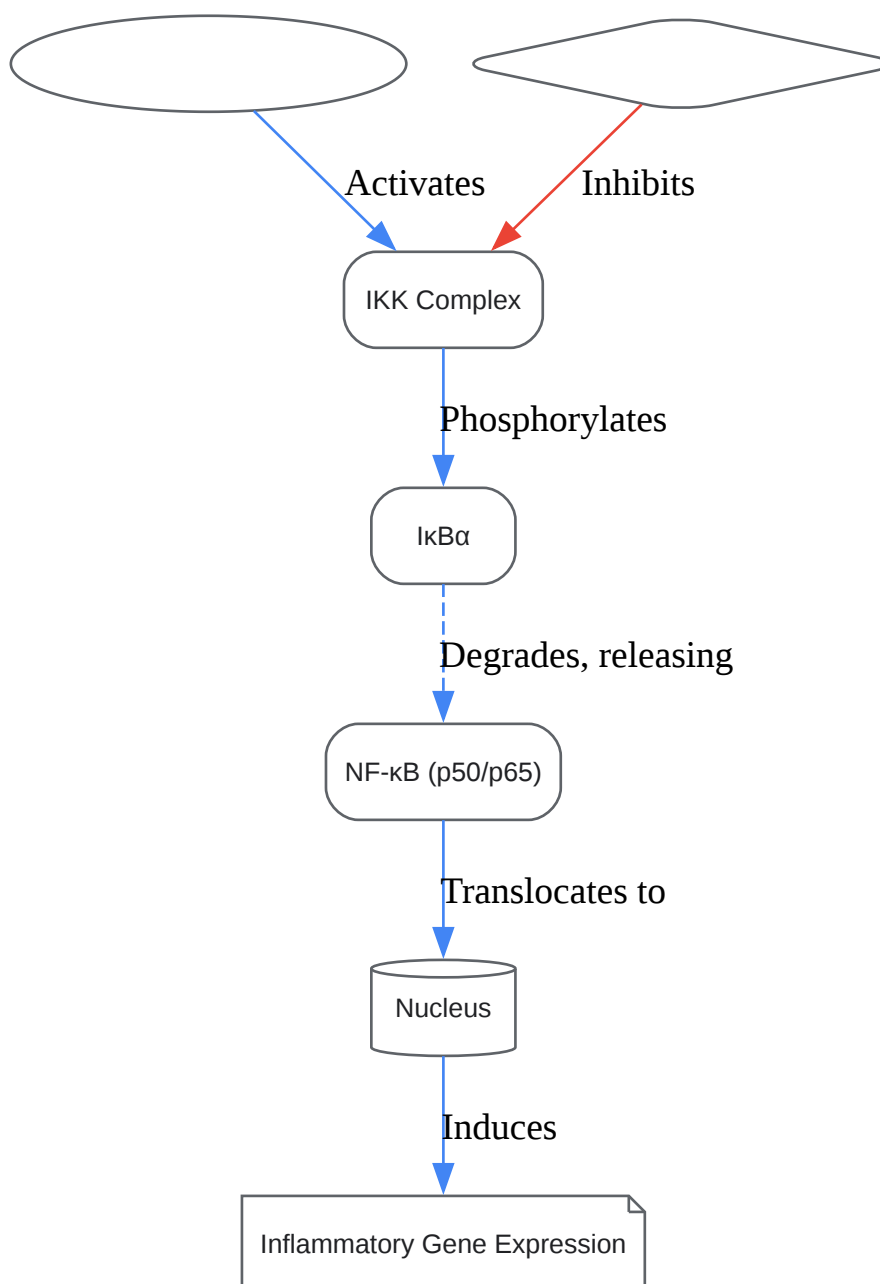 Activates
Inhibits
IKK Complex
Phosphorylates
IκBα
Degrades, releasing
NF-κB (p50/p65)
Translocates to
Nucleus
Induces
Inflammatory Gene Expression